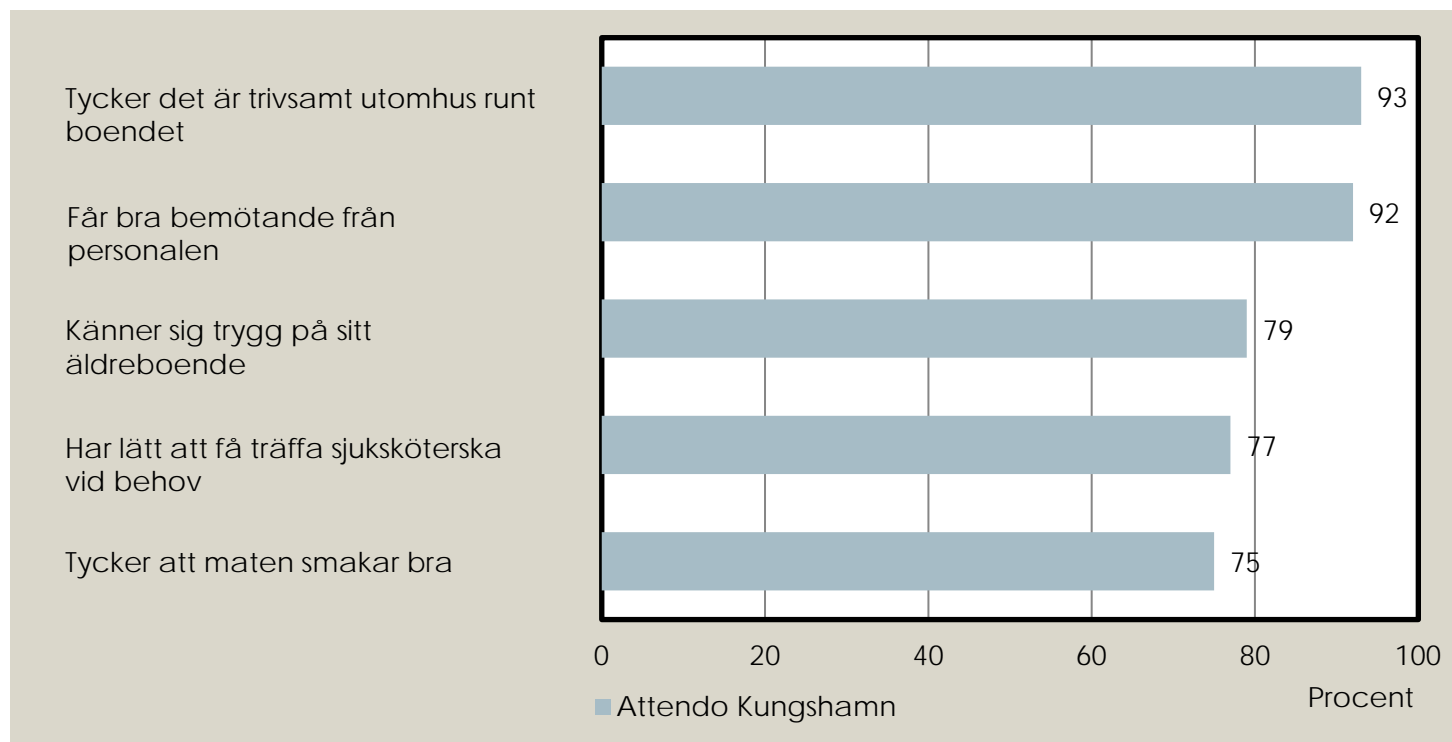 Tycker det är trivsamt utomhus runt
boendet
93
Får bra bemötande från
personalen
92
Känner sig trygg på sitt
äldreboende
79
Har lätt att få träffa sjuksköterska
vid behov
77
Tycker att maten smakar bra
75
0 20 40 60 80 100
Procent
Attendo Kungshamn